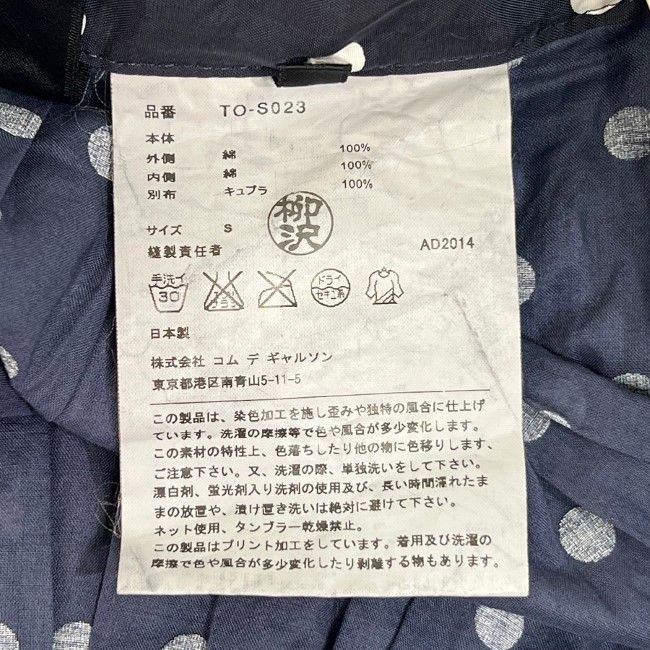 品番 TO-S023
本体
外側 綿 100%
内側 綿 100%
別布 キュプラ 100%
サイズ S
縫製責任者 柳沢
AD2014
手洗イ 30 ドライ セキユ系
日本製
株式会社 コム デ ギャルソン
東京都港区南青山5-11-5
この製品は、染色加工を施し歪みや独特の風合に仕上げ
ています。洗濯の摩擦等で色や風合が多少変化します。
この素材の特性上、色落ちしたり他の物に色移りします、
ご注意下さい。又、洗濯の際、単独洗いをして下さい。
漂白剤、蛍光剤入り洗剤の使用及び、長い時間濡れたま
まの放や、漬け置き洗いは絶対に避けて下さい。
ネット使用、タンブラー乾燥禁止。
この製品はプリント加工をしています。着用及び洗濯の
摩擦で色や風合が多少変化したり剥離する物もあります。